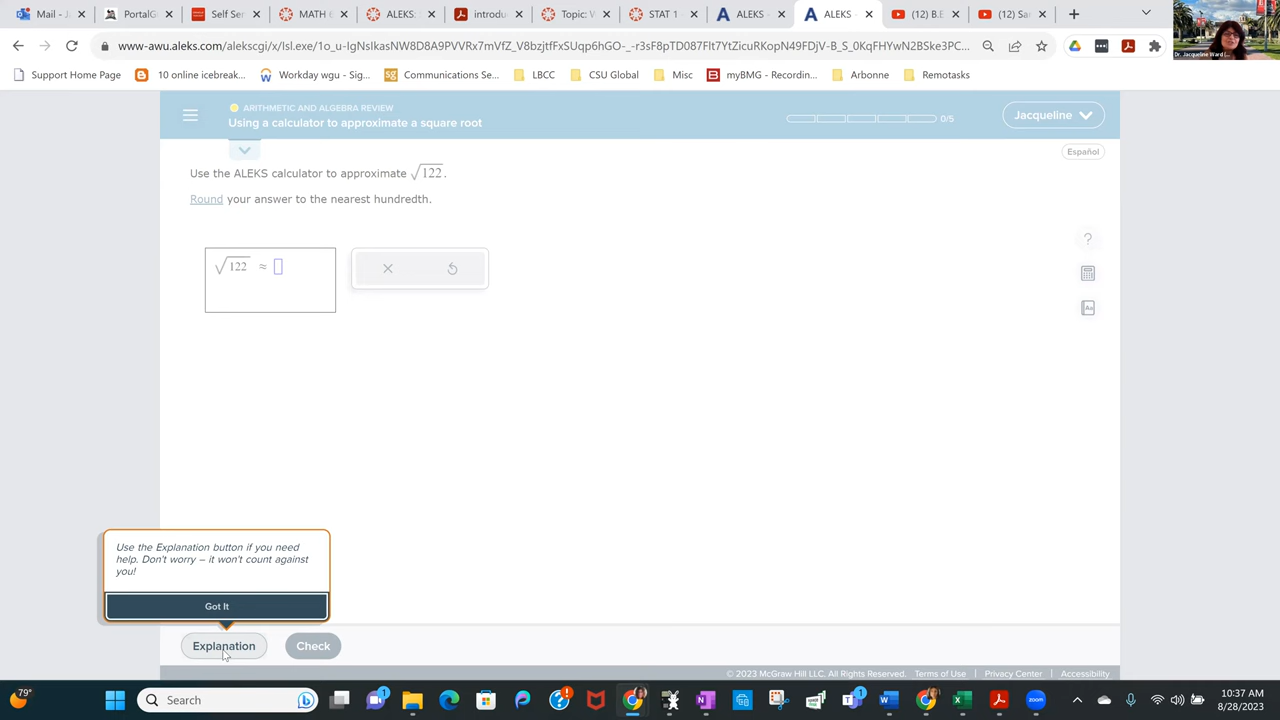 Mail - J
PortalG
Self Ser
MATH 6
ALEKS:
introdu
Topic: W
STAT 1
ALEKS
ALEKS
(12) B.
(12) Sa
www-awu.aleks.com/alekscgi/x/Isl.exe/1o_u-IgNsIkasNW8D8A9PV
Support Home Page
10 online icebreak...
Workday wgu - Sig...
Communications Se...
LBCC
CSU Global
Misc
myBMG - Recordin...
Arbonne
Remotasks
Dr. Jacqueline Ward
ARITHMETIC AND ALGEBRA REVIEW
Using a calculator to approximate a square root
0/5
Jacqueline
Español
Use the ALEKS calculator to approximate √122.
Round your answer to the nearest hundredth.
√122 ≈
?
Use the Explanation button if you need
help. Don't worry – it won't count against
you!
Got It
Explanation
Check
© 2023 McGraw Hill LLC. All Rights Reserved. Terms of Use | Privacy Center | Accessibility
79°
Search
10:37 AM
8/28/2023